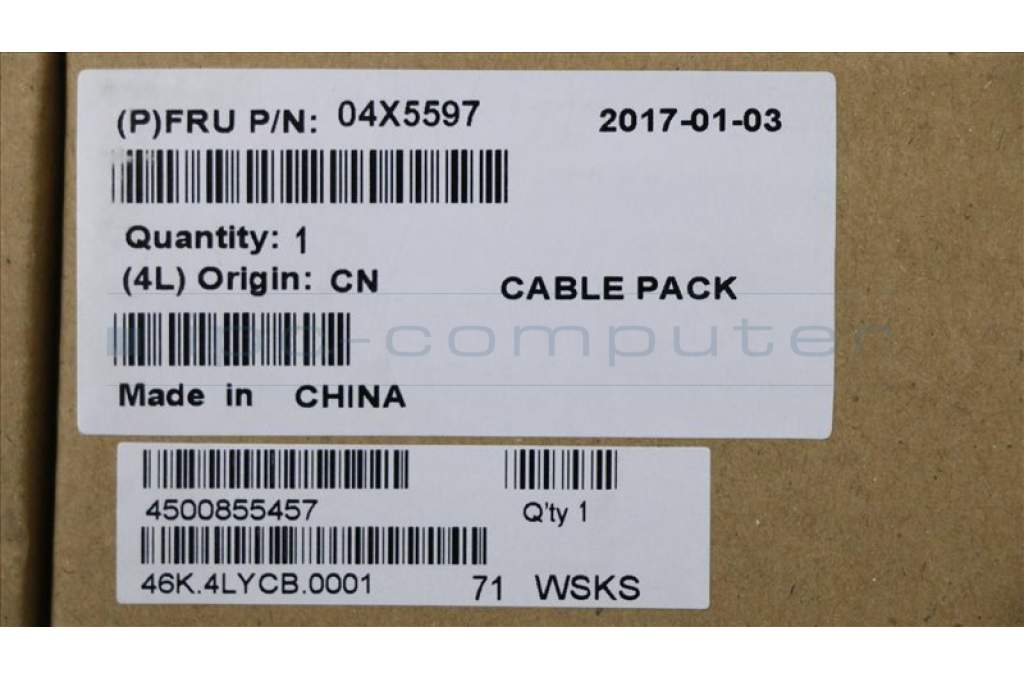 (P)FRU P/N: 04X5597 2017-01-03
Quantity: 1
(4L) Origin: CN CABLE PACK
ipc-computer
Made in CHINA
4500855457 Q'ty 1
46K.4LYCB.0001 71 WSKS